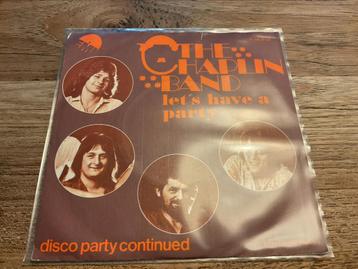 THE
CHAPLIN
BAND
let's have a
party
disco party continued